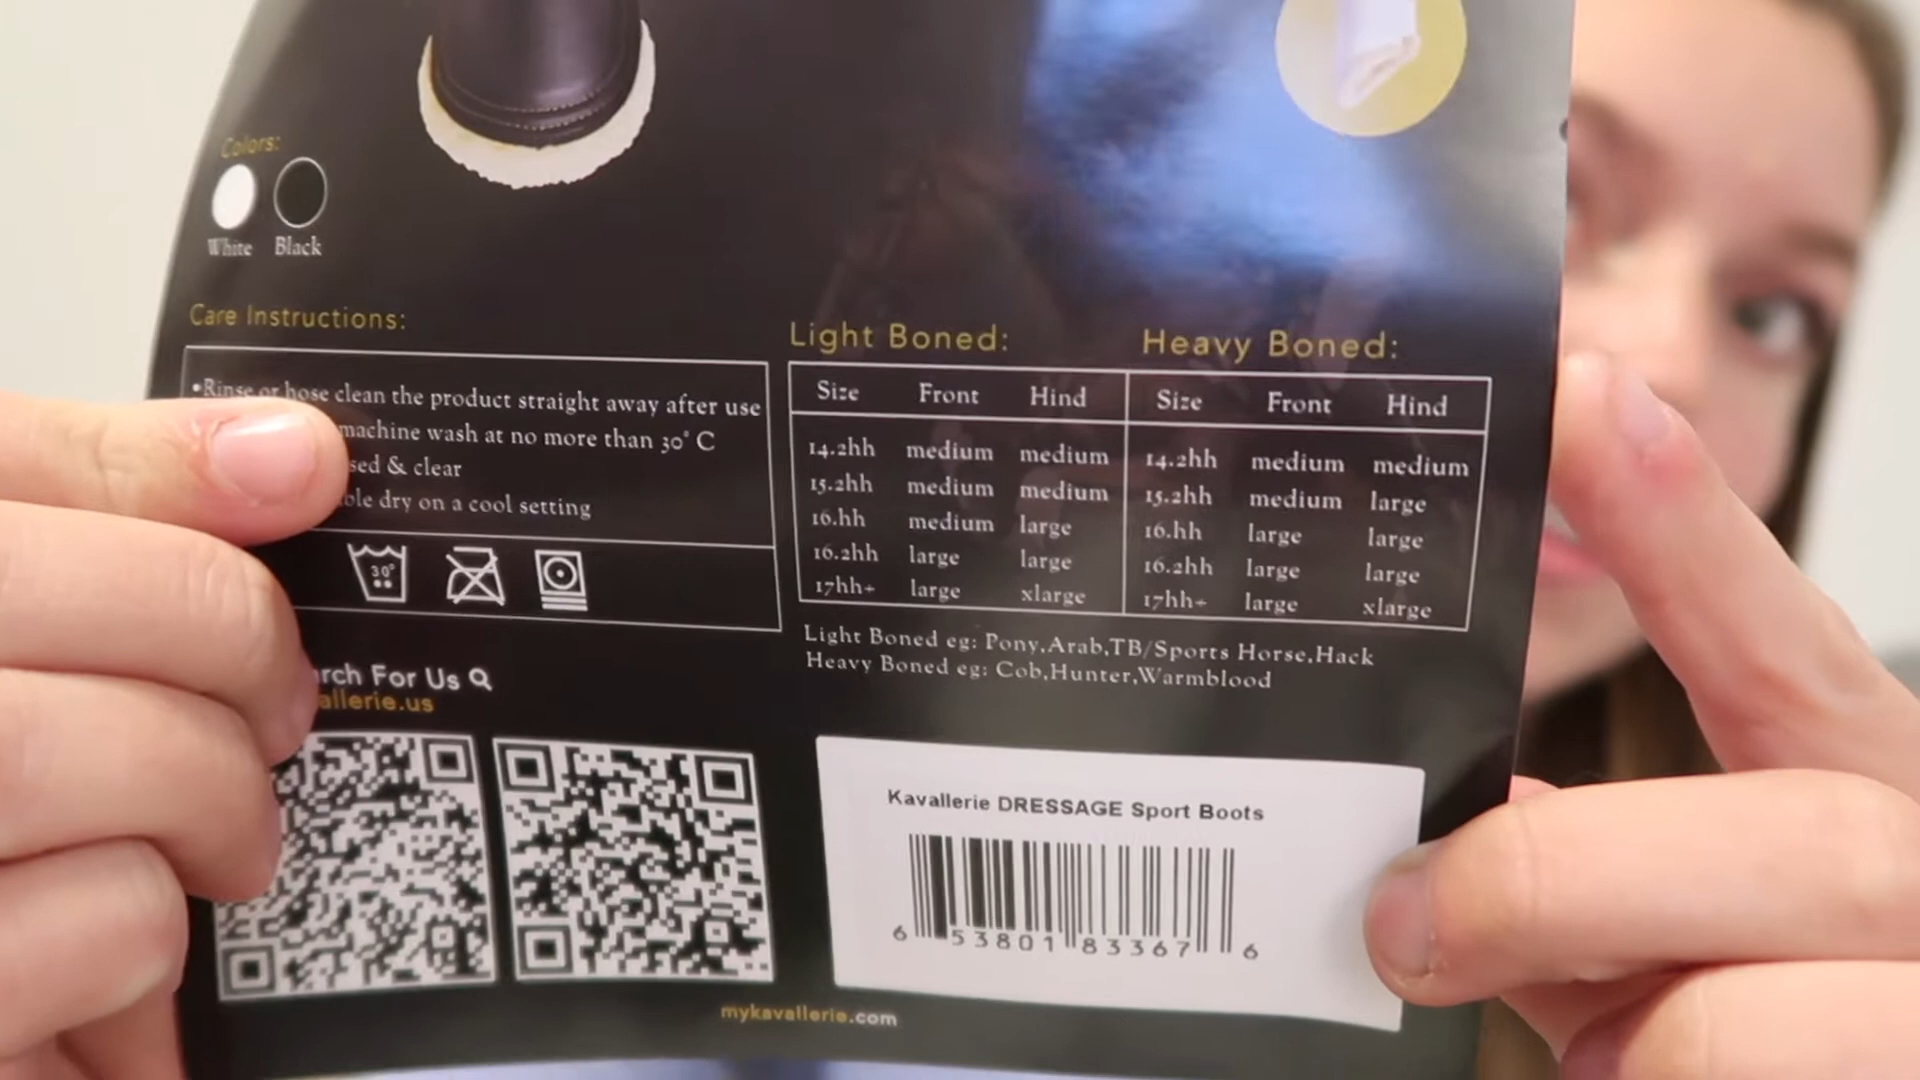 Colors:
White Black
Care Instructions:
•Rinse or hose clean the product straight away after use
machine wash at no more than 30° C
sed & clear
ble dry on a cool setting
30°
Light Boned:
Size Front Hind
14.2hh medium medium
15.2hh medium medium
16.hh medium large
16.2hh large large
17hh+ large xlarge
Heavy Boned:
Size Front Hind
14.2hh medium medium
15.2hh medium large
16.hh large large
16.2hh large large
17hh+ large xlarge
Light Boned eg: Pony,Arab,TB/Sports Horse,Hack
Heavy Boned eg: Cob,Hunter,Warmblood
rch For Us
allerie.us
Kavallerie DRESSAGE Sport Boots
6 53801 83367 6
mykavallerie.com